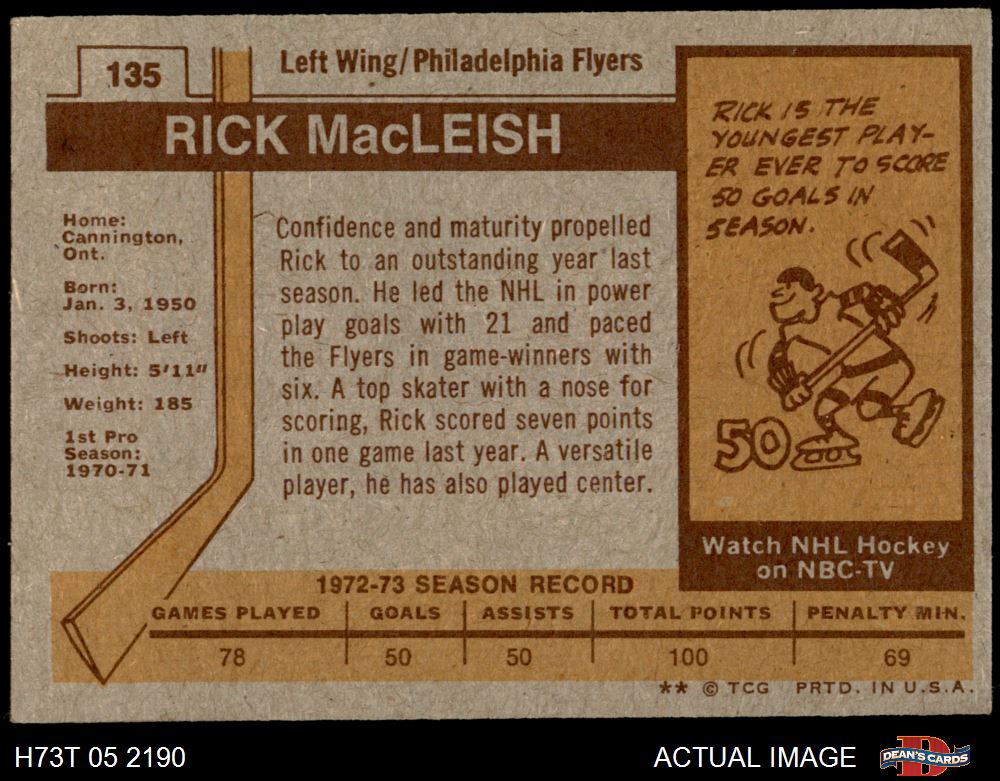 135
Left Wing/Philadelphia Flyers
RICK MacLEISH
Home:
Cannington,
Ont.
Born:
Jan. 3, 1950
Shoots: Left
Height: 5'11"
Weight: 185
1st Pro
Season:
1970-71
Confidence and maturity propelled
Rick to an outstanding year last
season. He led the NHL in power
play goals with 21 and paced
the Flyers in game-winners with
six. A top skater with a nose for
scoring, Rick scored seven points
in one game last year. A versatile
player, he has also played center.
RICK IS THE
YOUNGEST PLAY-
ER EVER TO SCORE
50 GOALS IN
SEASON.
50
Watch NHL Hockey
on NBC-TV
1972-73 SEASON RECORD
GAMES PLAYED GOALS ASSISTS TOTAL POINTS PENALTY MIN.
78 50 50 100 69
** © TCG PRTD. IN U.S.A.
H73T 05 2190
ACTUAL IMAGE
DEAN'S CARDS